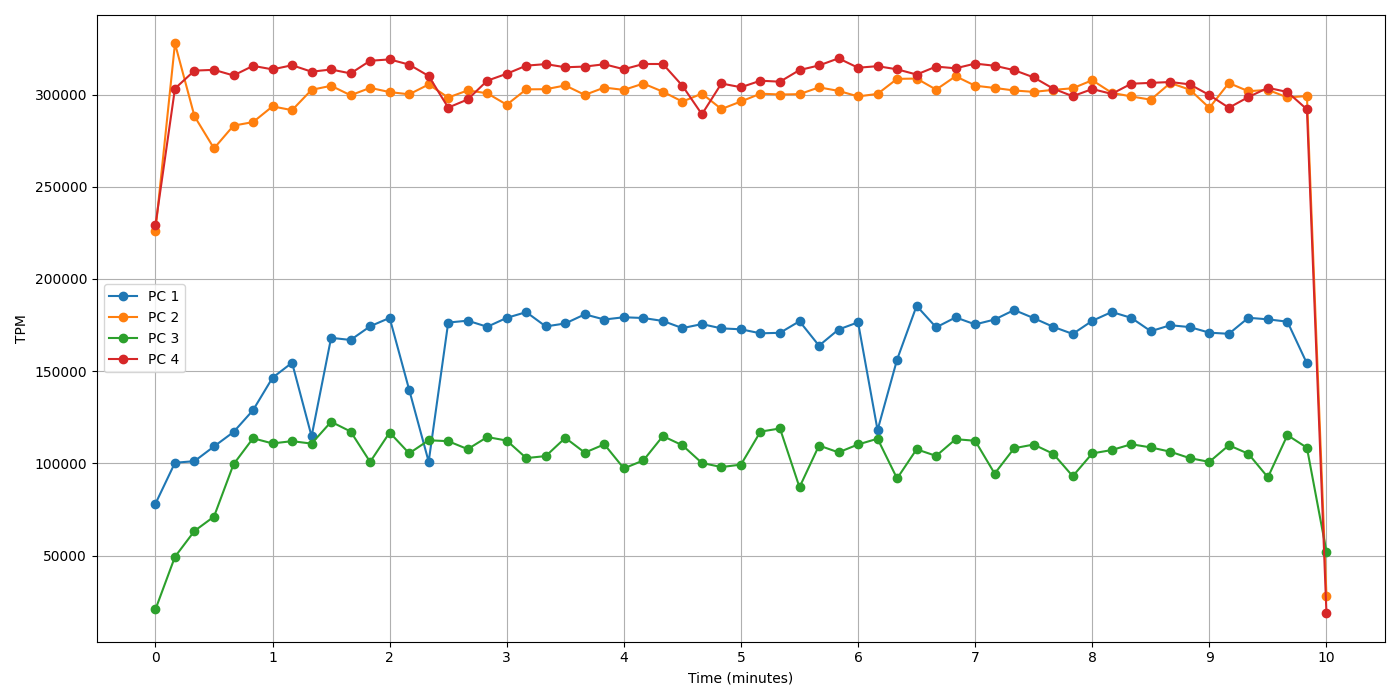 TPM
300000
250000
200000
150000
100000
50000
PC 1
PC 2
PC 3
PC 4
0 1 2 3 4 5 6 7 8 9 10
Time (minutes)